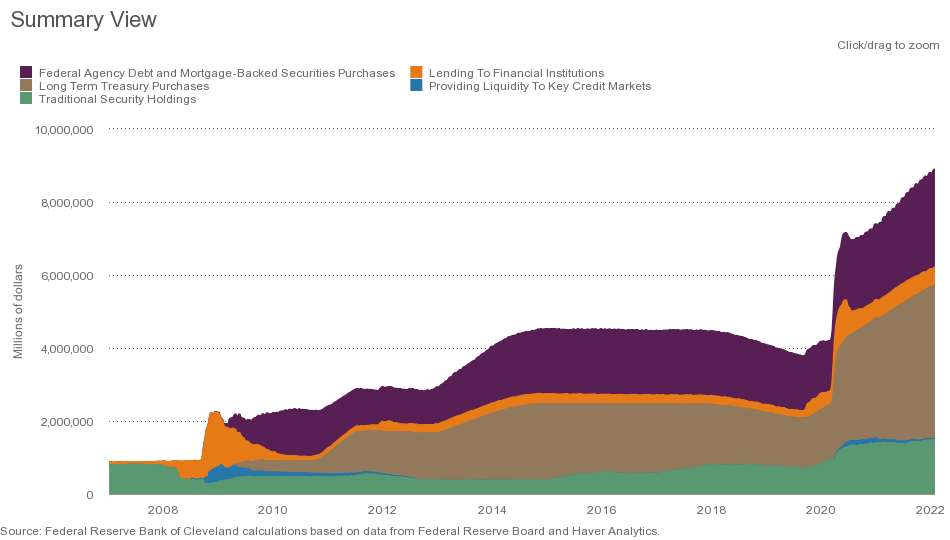 Summary View
Click/drag to zoom
Federal Agency Debt and Mortgage-Backed Securities Purchases
Lending To Financial Institutions
Long Term Treasury Purchases
Providing Liquidity To Key Credit Markets
Traditional Security Holdings
Millions of dollars
10,000,000
8,000,000
6,000,000
4,000,000
2,000,000
0
2008 2010 2012 2014 2016 2018 2020 2022
Source: Federal Reserve Bank of Cleveland calculations based on data from Federal Reserve Board and Haver Analytics.